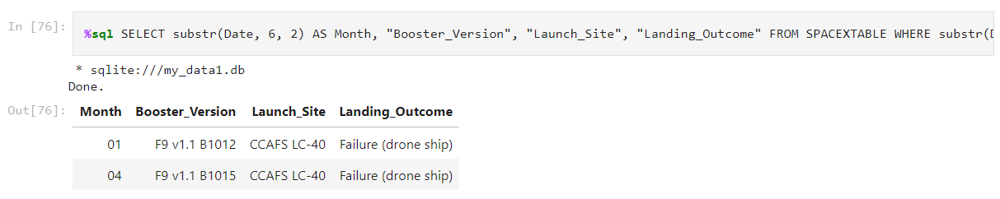 In [76]: %sql SELECT substr(Date, 6, 2) AS Month, "Booster_Version", "Launch_Site", "Landing_Outcome" FROM SPACEXTABLE WHERE substr(
* sqlite:///my_data1.db
Done.
Out[76]: Month Booster_Version Launch_Site Landing_Outcome
01 F9 v1.1 B1012 CCAFS LC-40 Failure (drone ship)
04 F9 v1.1 B1015 CCAFS LC-40 Failure (drone ship)